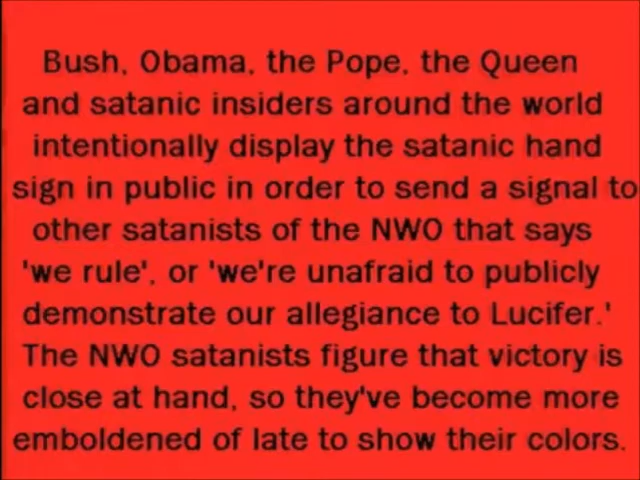 Bush, Obama, the Pope, the Queen
and satanic insiders around the world
intentionally display the satanic hand
sign in public in order to send a signal to
other satanists of the NWO that says
'we rule', or 'we're unafraid to publicly
demonstrate our allegiance to Lucifer.'
The NWO satanists figure that victory is
close at hand, so they've become more
emboldened of late to show their colors.